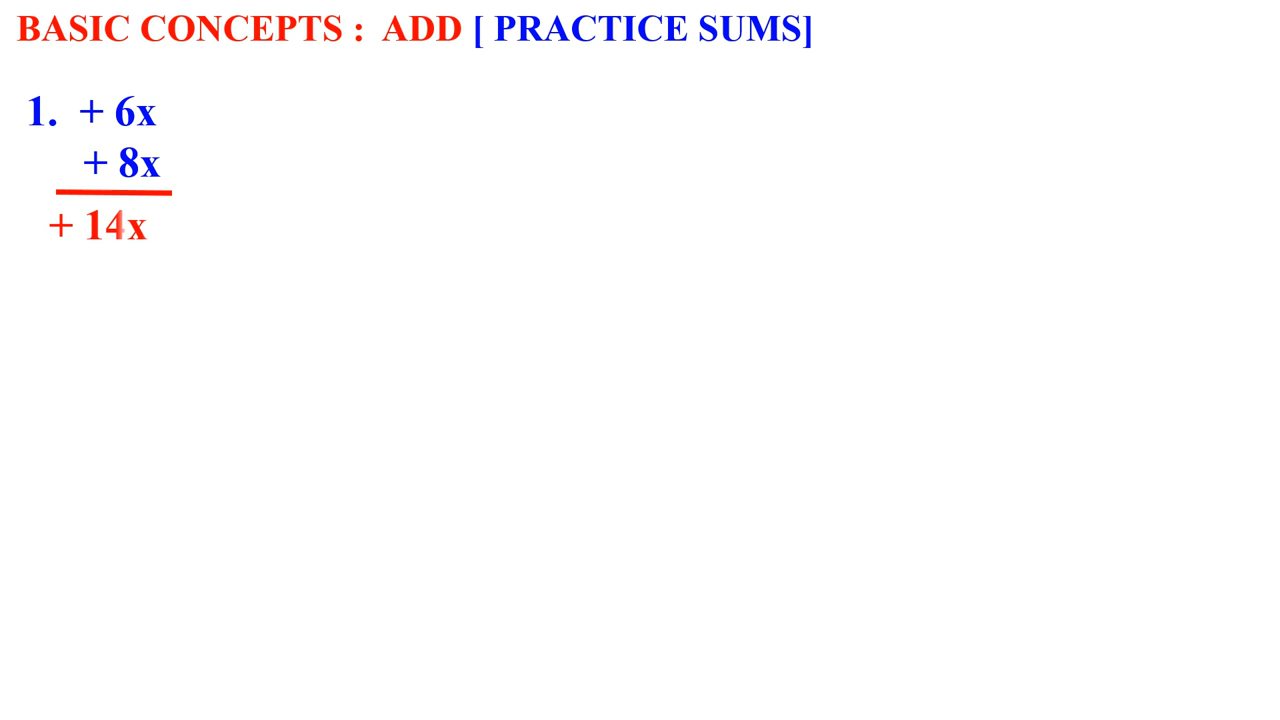 BASIC CONCEPTS : ADD [ PRACTICE SUMS]
1. + 6x
+ 8x
+ 14x